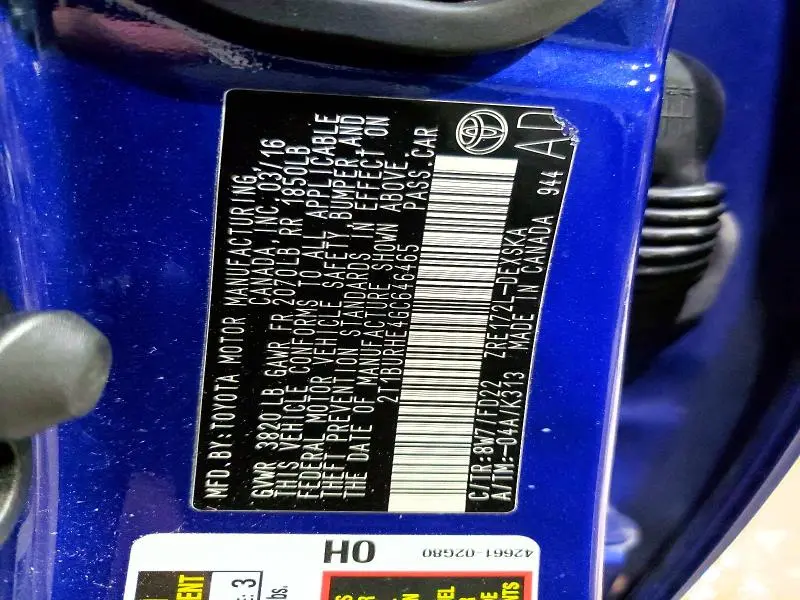 MFD.BY:TOYOTA MOTOR MANUFACTURING,
CANADA, INC. 03/16
GVWR 3820LB GAWR FR 2070LB RR 1850LB
THIS VEHICLE CONFORMS TO ALL APPLICABLE
FEDERAL MOTOR VEHICLE SAFETY, BUMPER,AND
THEFT PREVENTION STANDARDS IN EFFECT ON
THE DATE OF MANUFACTURE SHOWN ABOVE.
2T1BURHE4GC646465 PASS.CAR
C/TR:8W7/FD22 ZRE172L-DEXSKA 944
A/TM:-04A/K313 MADE IN CANADA
AD
0H
42661-02G80
3